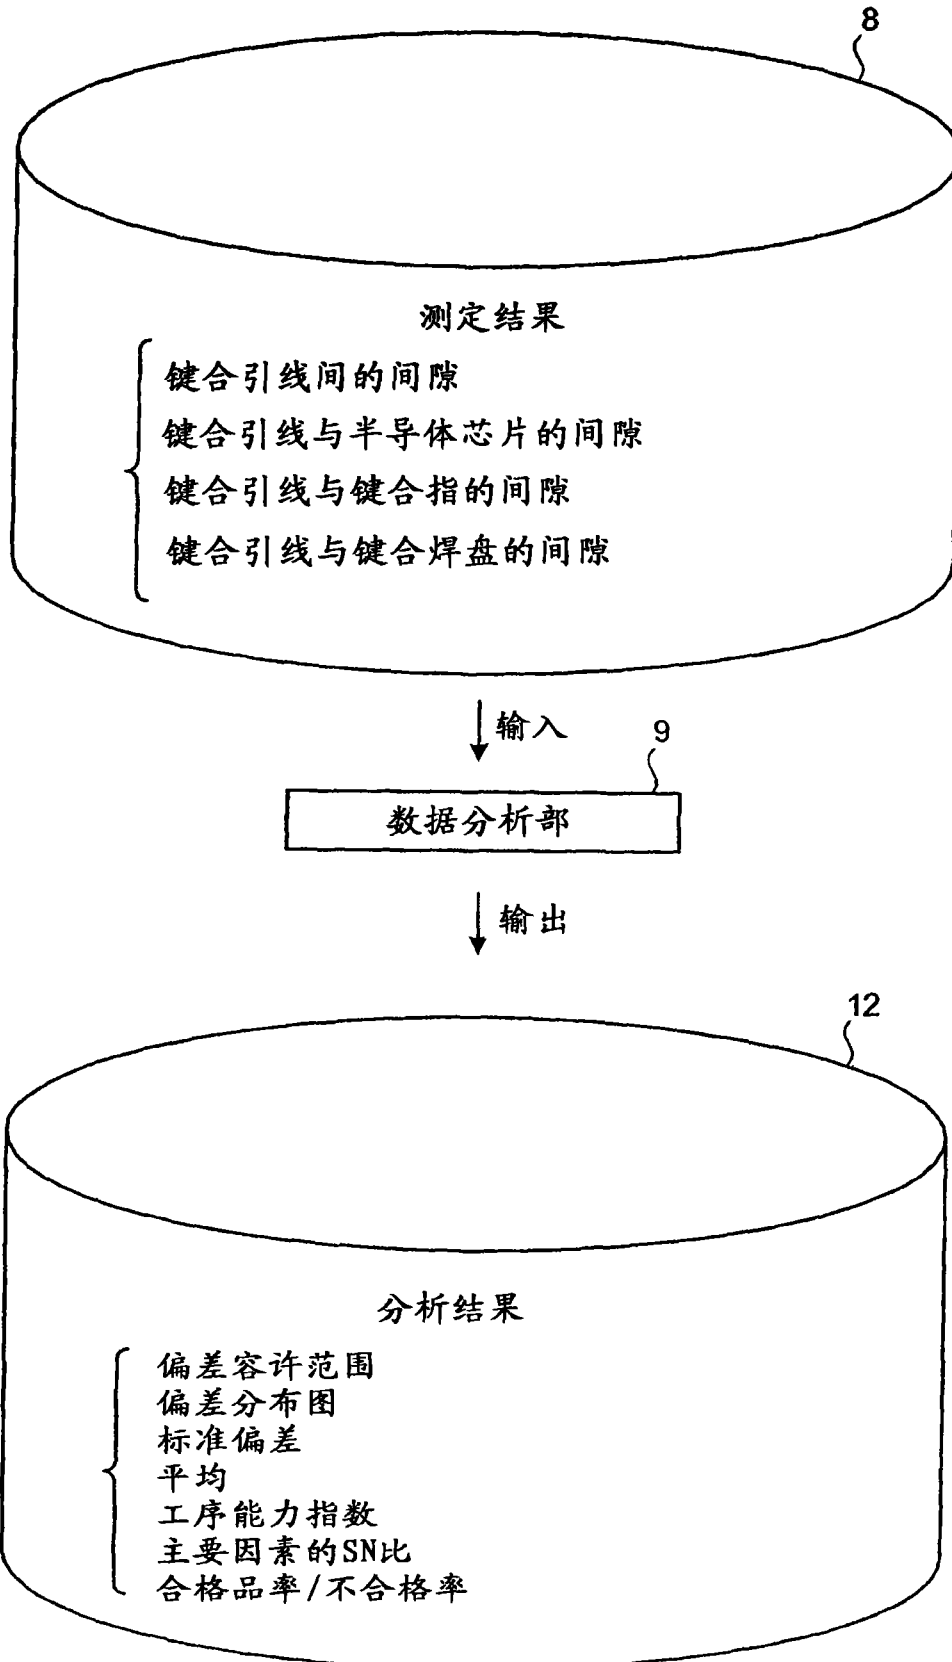 8
测定结果
键合引线间的间隙
键合引线与半导体芯片的间隙
键合引线与键合指的间隙
键合引线与键合焊盘的间隙
输入
9
数据分析部
输出
12
分析结果
偏差容许范围
偏差分布图
标准偏差
平均
工序能力指数
主要因素的SN比
合格品率/不合格率